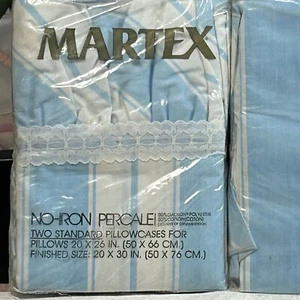 MARTEX
NO-IRON PERCALE
TWO STANDARD PILLOWCASES FOR
PILLOWS 20 X 26 IN. (50 X 66 CM.)
FINISHED SIZE: 20 X 30 IN. (50 X 76 CM.)